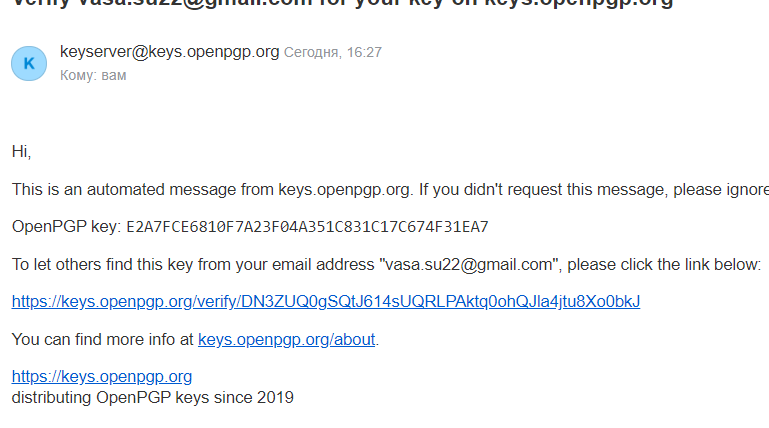 Verify vasa.su22@gmail.com for your key on keys.openpgp.org
K
keyserver@keys.openpgp.org Сегодня, 16:27
Кому: вам
Hi,
This is an automated message from keys.openpgp.org. If you didn't request this message, please ignore
OpenPGP key: E2A7FCE6810F7A23F04A351C831C17C674F31EA7
To let others find this key from your email address "vasa.su22@gmail.com", please click the link below:
https://keys.openpgp.org/verify/DN3ZUQ0gSQtJ614sUQRLPAktq0ohQJla4jtu8Xo0bkJ
You can find more info at keys.openpgp.org/about.
https://keys.openpgp.org
distributing OpenPGP keys since 2019